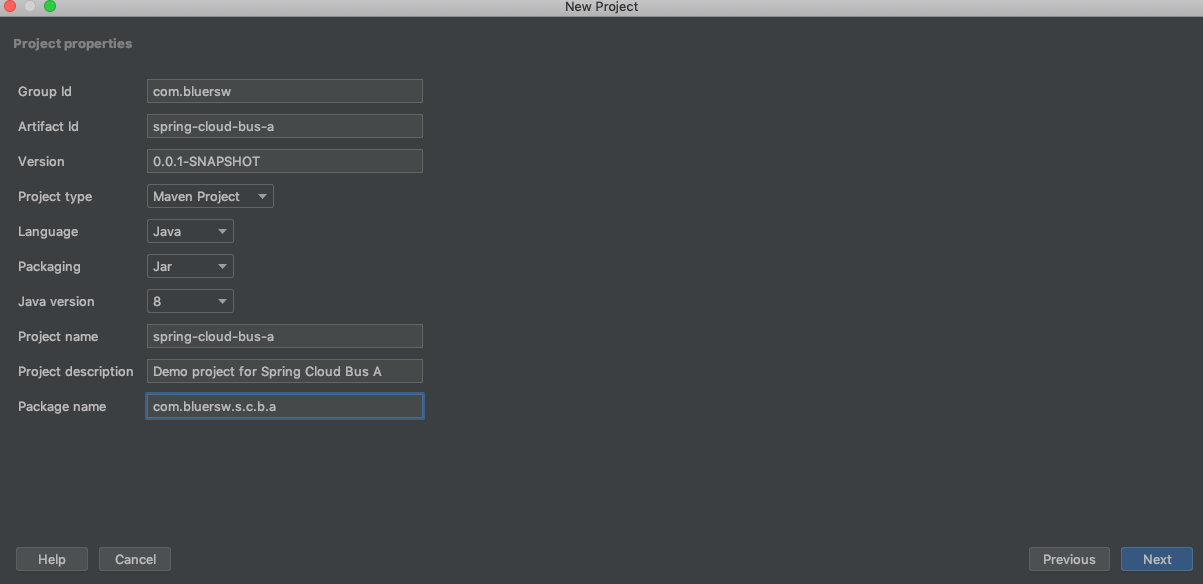 New Project
Project properties
Group Id com.bluersw
Artifact Id spring-cloud-bus-a
Version 0.0.1-SNAPSHOT
Project type Maven Project
Language Java
Packaging Jar
Java version 8
Project name spring-cloud-bus-a
Project description Demo project for Spring Cloud Bus A
Package name com.bluersw.s.c.b.a
Help Cancel Previous Next